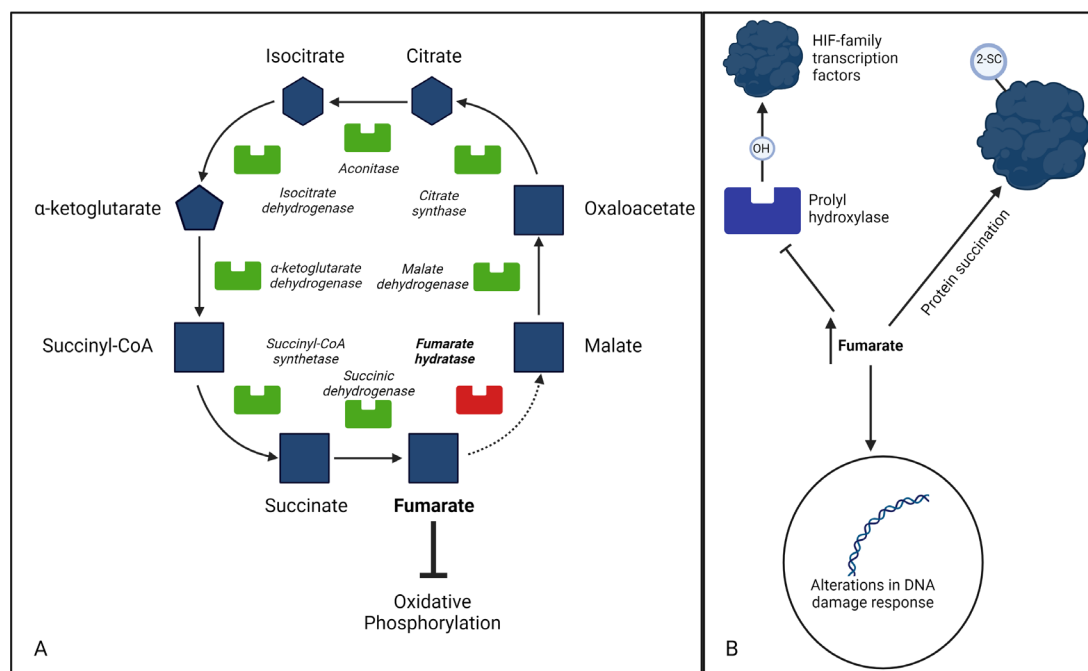 Isocitrate
Citrate
Aconitase
Isocitrate
dehydrogenase
Citrate
synthase
α-ketoglutarate
Oxaloacetate
α-ketoglutarate
dehydrogenase
Malate
dehydrogenase
Succinyl-CoA
Succinyl-CoA
synthetase
Fumarate
hydratase
Malate
Succinic
dehydrogenase
Succinate
Fumarate
Oxidative
Phosphorylation
A
HIF-family
transcription
factors
2-SC
OH
Prolyl
hydroxylase
Protein succination
Fumarate
Alterations in DNA
damage response
B